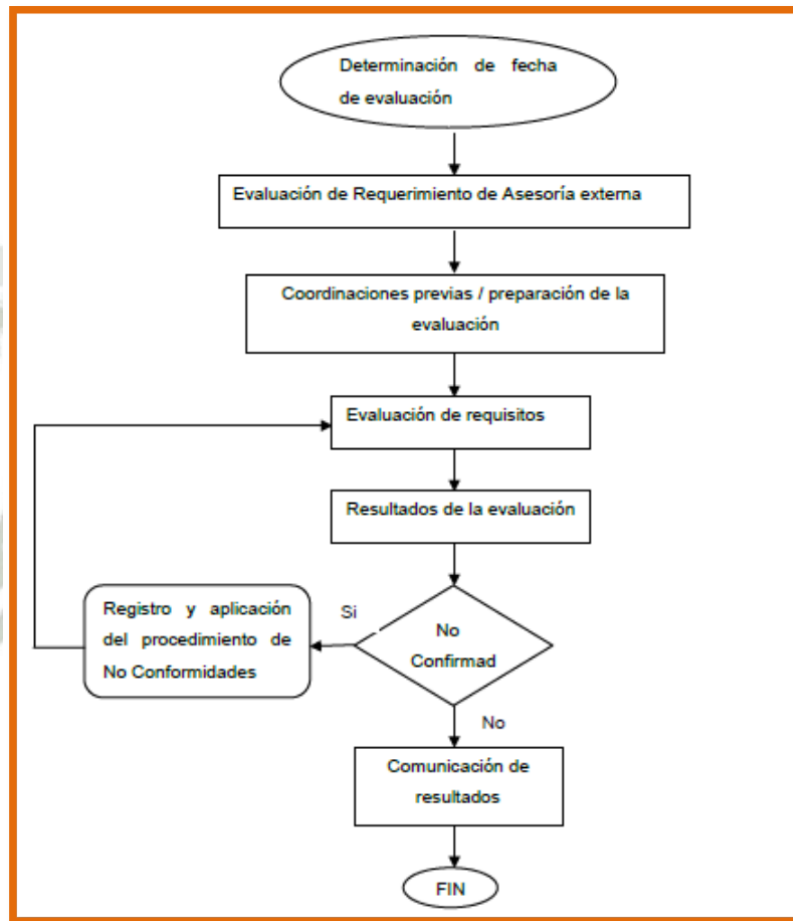 Determinación de fecha
de evaluación
Evaluación de Requerimiento de Asesoría externa
Coordinaciones previas / preparación de la
evaluación
Evaluación de requisitos
Resultados de la evaluación
Registro y aplicación
del procedimiento de
No Conformidades
Si
No
Confirmad
No
Comunicación de
resultados
FIN